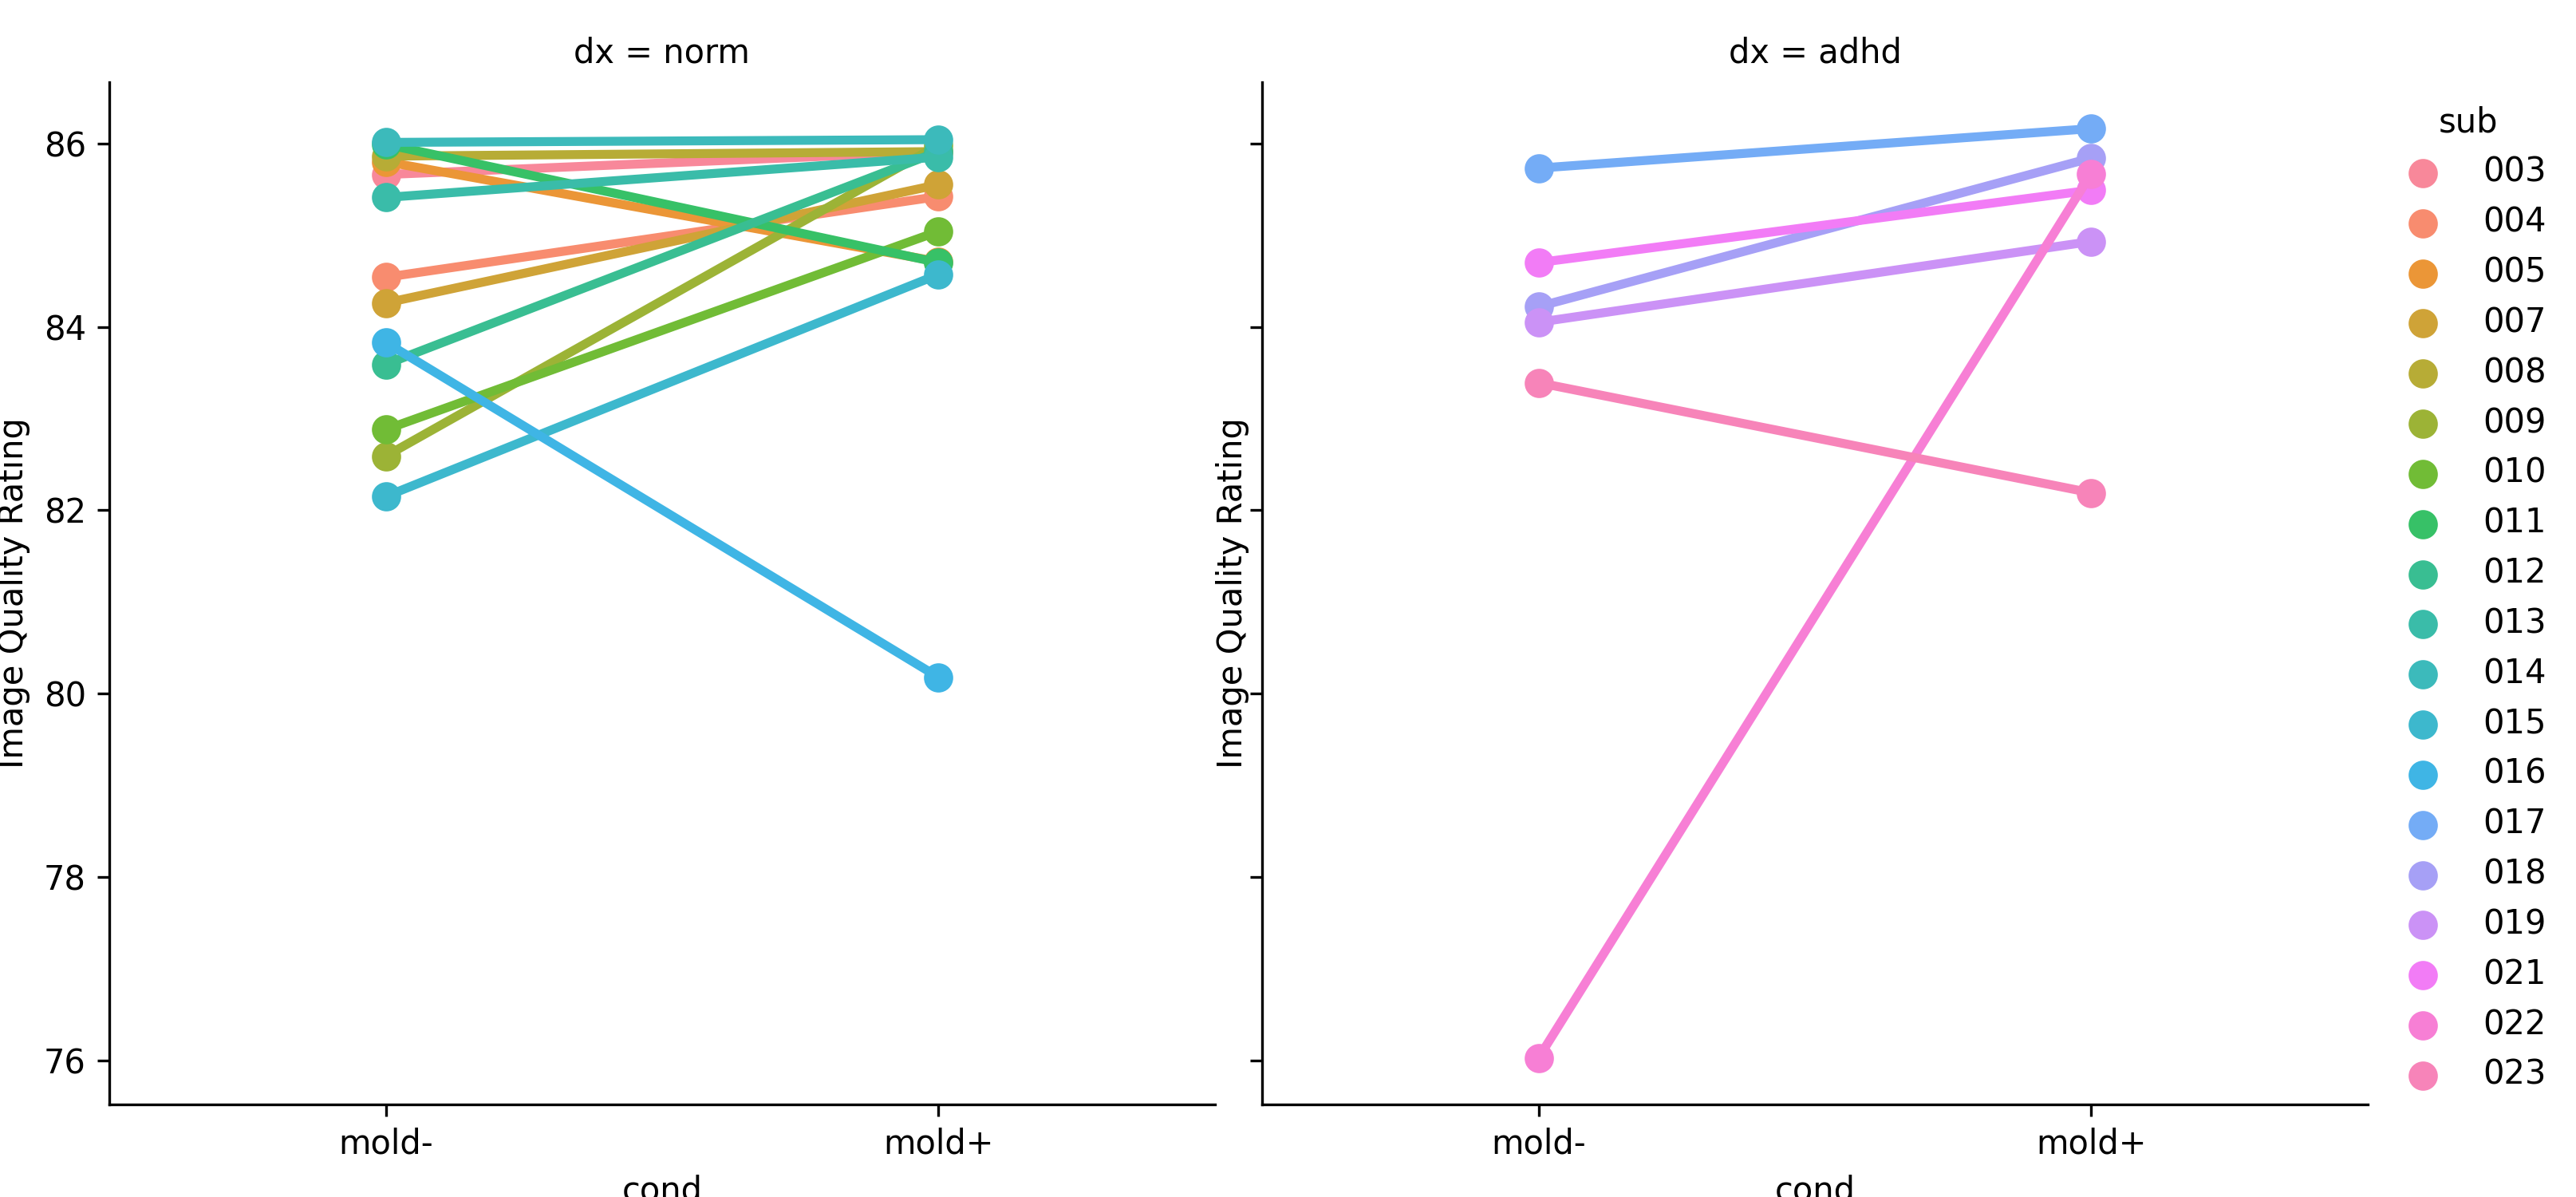 dx = norm
dx = adhd
Image Quality Rating
86
84
82
80
78
76
mold-
mold+
cond
Image Quality Rating
mold-
mold+
cond
sub
003
004
005
007
008
009
010
011
012
013
014
015
016
017
018
019
021
022
023